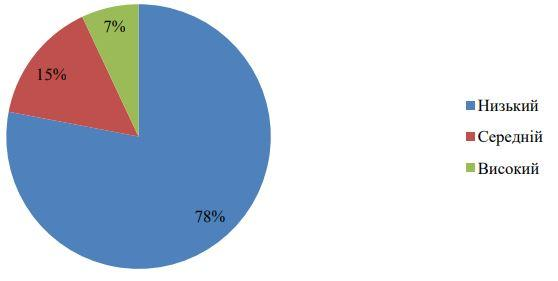 7%
15%
78%
Низький
Середній
Високий